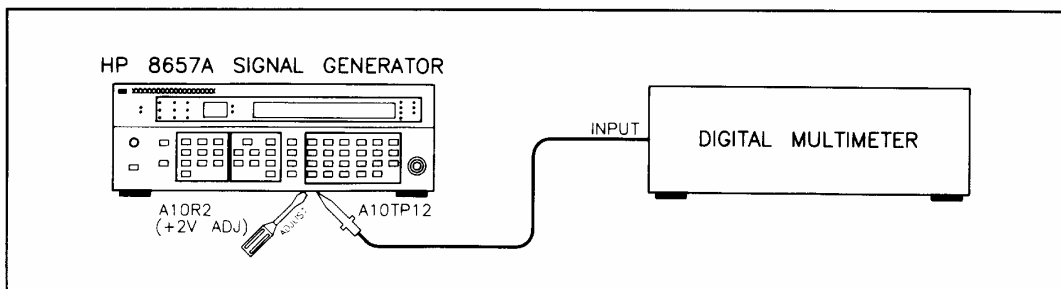 HP 8657A SIGNAL GENERATOR
INPUT
DIGITAL MULTIMETER
A10R2
(+2V ADJ)
ADJUST
A10TP12